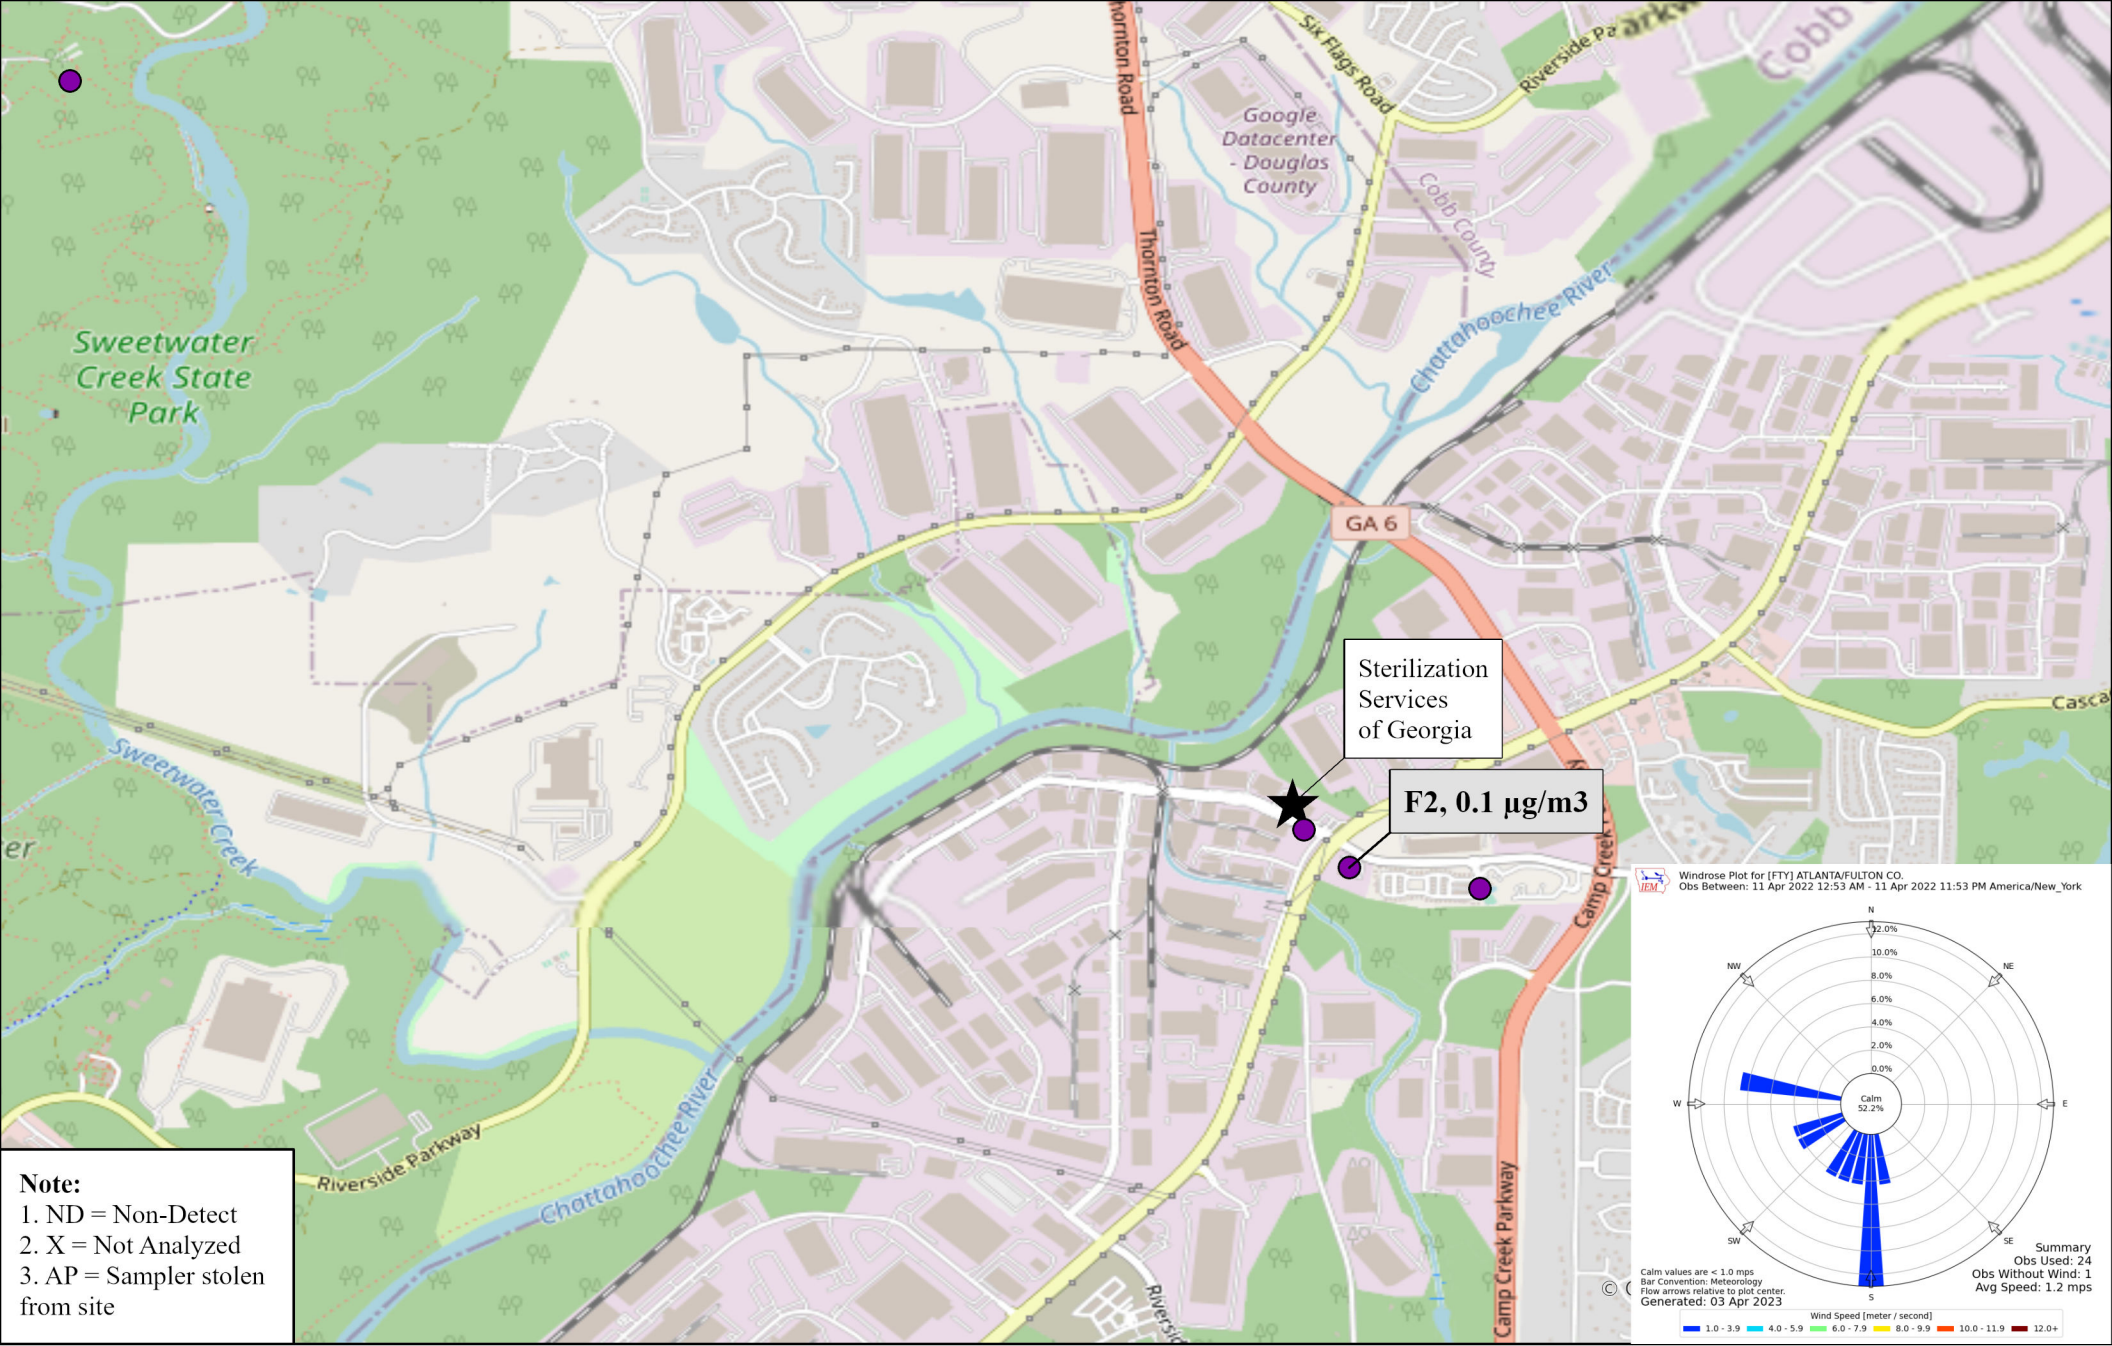 Thornton Road
Six Flags Road
Riverside Parkway
Cobb C
Google
Datacenter
- Douglas
County
Cobb County
Thornton Road
Chattahoochee River
Sweetwater
Creek State
Park
GA 6
Sterilization
Services
of Georgia
Casca
F2, 0.1 µg/m3
Sweetwater Creek
er
Camp Creek P
Riverside Parkway
Chattahoochee River
Chattahoochee River
Camp Creek Parkway
Riversid
©
Note:
1. ND = Non-Detect
2. X = Not Analyzed
3. AP = Sampler stolen
from site
IEM
Windrose Plot for [FTY] ATLANTA/FULTON CO.
Obs Between: 11 Apr 2022 12:53 AM - 11 Apr 2022 11:53 PM America/New_York
N
12.0%
10.0%
NW
NE
8.0%
6.0%
4.0%
2.0%
0.0%
Calm
52.2%
W
E
SW
SE
S
Summary
Obs Used: 24
Obs Without Wind: 1
Avg Speed: 1.2 mps
Calm values are < 1.0 mps
Bar Convention: Meteorology
Flow arrows relative to plot center.
Generated: 03 Apr 2023
Wind Speed [meter / second]
1.0 - 3.9 4.0 - 5.9 6.0 - 7.9 8.0 - 9.9 10.0 - 11.9 12.0+